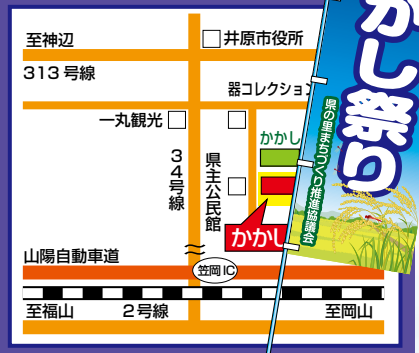 至神辺
井原市役所
313号線
器コレクション
一丸観光
34号線
県主公民館
かかし
かかし
かし祭り
県の里まちづくり推進協議会
山陽自動車道
笠岡IC
至福山
2号線
至岡山